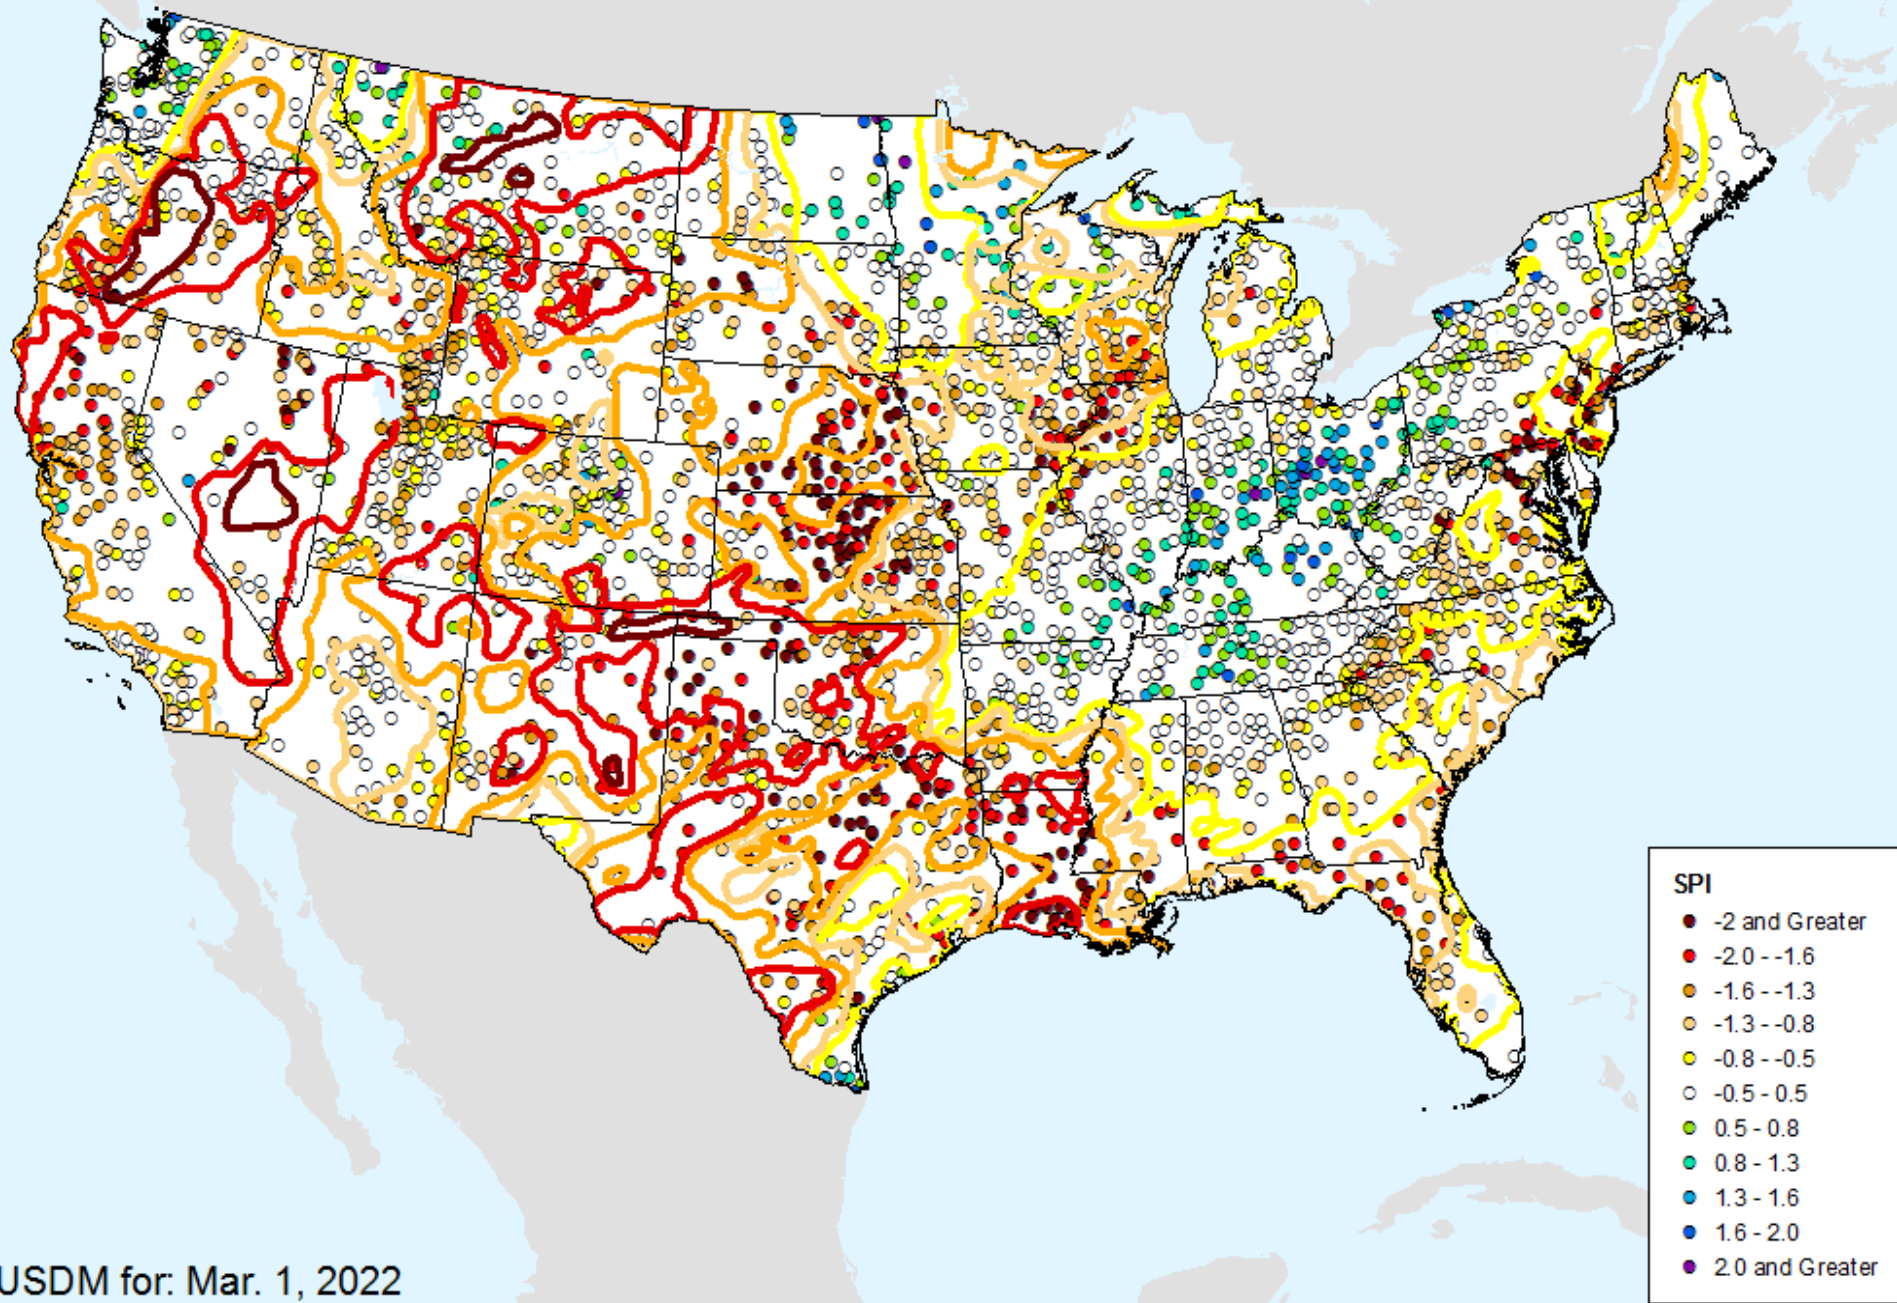 SPI
-2 and Greater
-2.0 - -1.6
-1.6 - -1.3
-1.3 - -0.8
-0.8 - -0.5
-0.5 - 0.5
0.5 - 0.8
0.8 - 1.3
1.3 - 1.6
1.6 - 2.0
2.0 and Greater
USDM for: Mar. 1, 2022